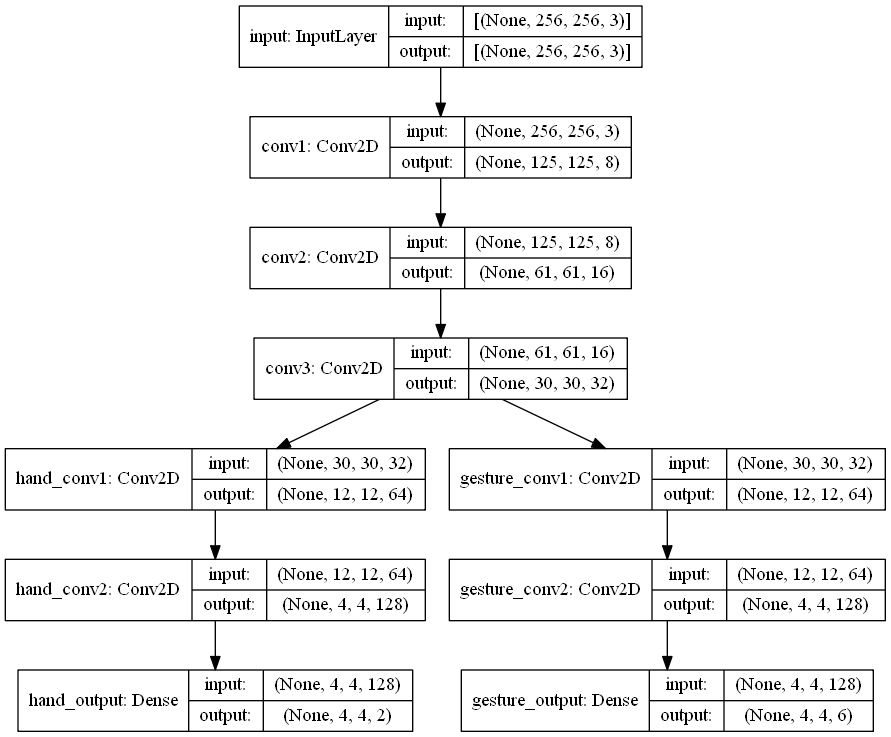 input: InputLayer
input: [(None, 256, 256, 3)]
output: [(None, 256, 256, 3)]
conv1: Conv2D
input: (None, 256, 256, 3)
output: (None, 125, 125, 8)
conv2: Conv2D
input: (None, 125, 125, 8)
output: (None, 61, 61, 16)
conv3: Conv2D
input: (None, 61, 61, 16)
output: (None, 30, 30, 32)
hand_conv1: Conv2D
input: (None, 30, 30, 32)
output: (None, 12, 12, 64)
gesture_conv1: Conv2D
input: (None, 30, 30, 32)
output: (None, 12, 12, 64)
hand_conv2: Conv2D
input: (None, 12, 12, 64)
output: (None, 4, 4, 128)
gesture_conv2: Conv2D
input: (None, 12, 12, 64)
output: (None, 4, 4, 128)
hand_output: Dense
input: (None, 4, 4, 128)
output: (None, 4, 4, 2)
gesture_output: Dense
input: (None, 4, 4, 128)
output: (None, 4, 4, 6)